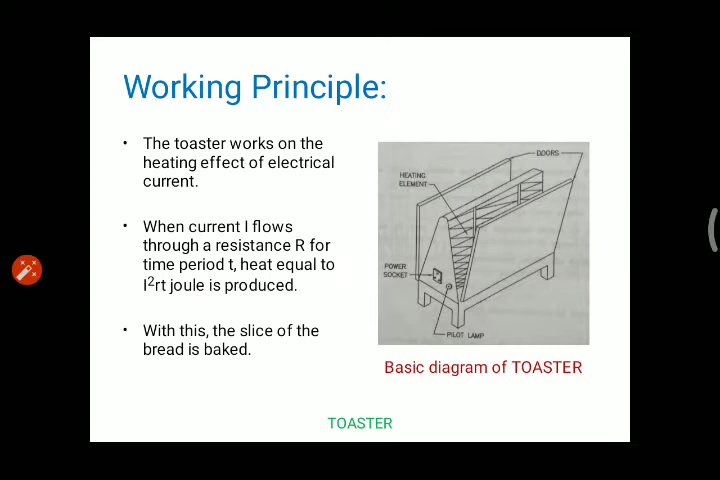 Working Principle:
• The toaster works on the
heating effect of electrical
current.
• When current I flows
through a resistance R for
time period t, heat equal to
I²rt joule is produced.
• With this, the slice of the
bread is baked.
DOORS
HEATING
ELEMENT
POWER
SOCKET
PILOT LAMP
Basic diagram of TOASTER
TOASTER